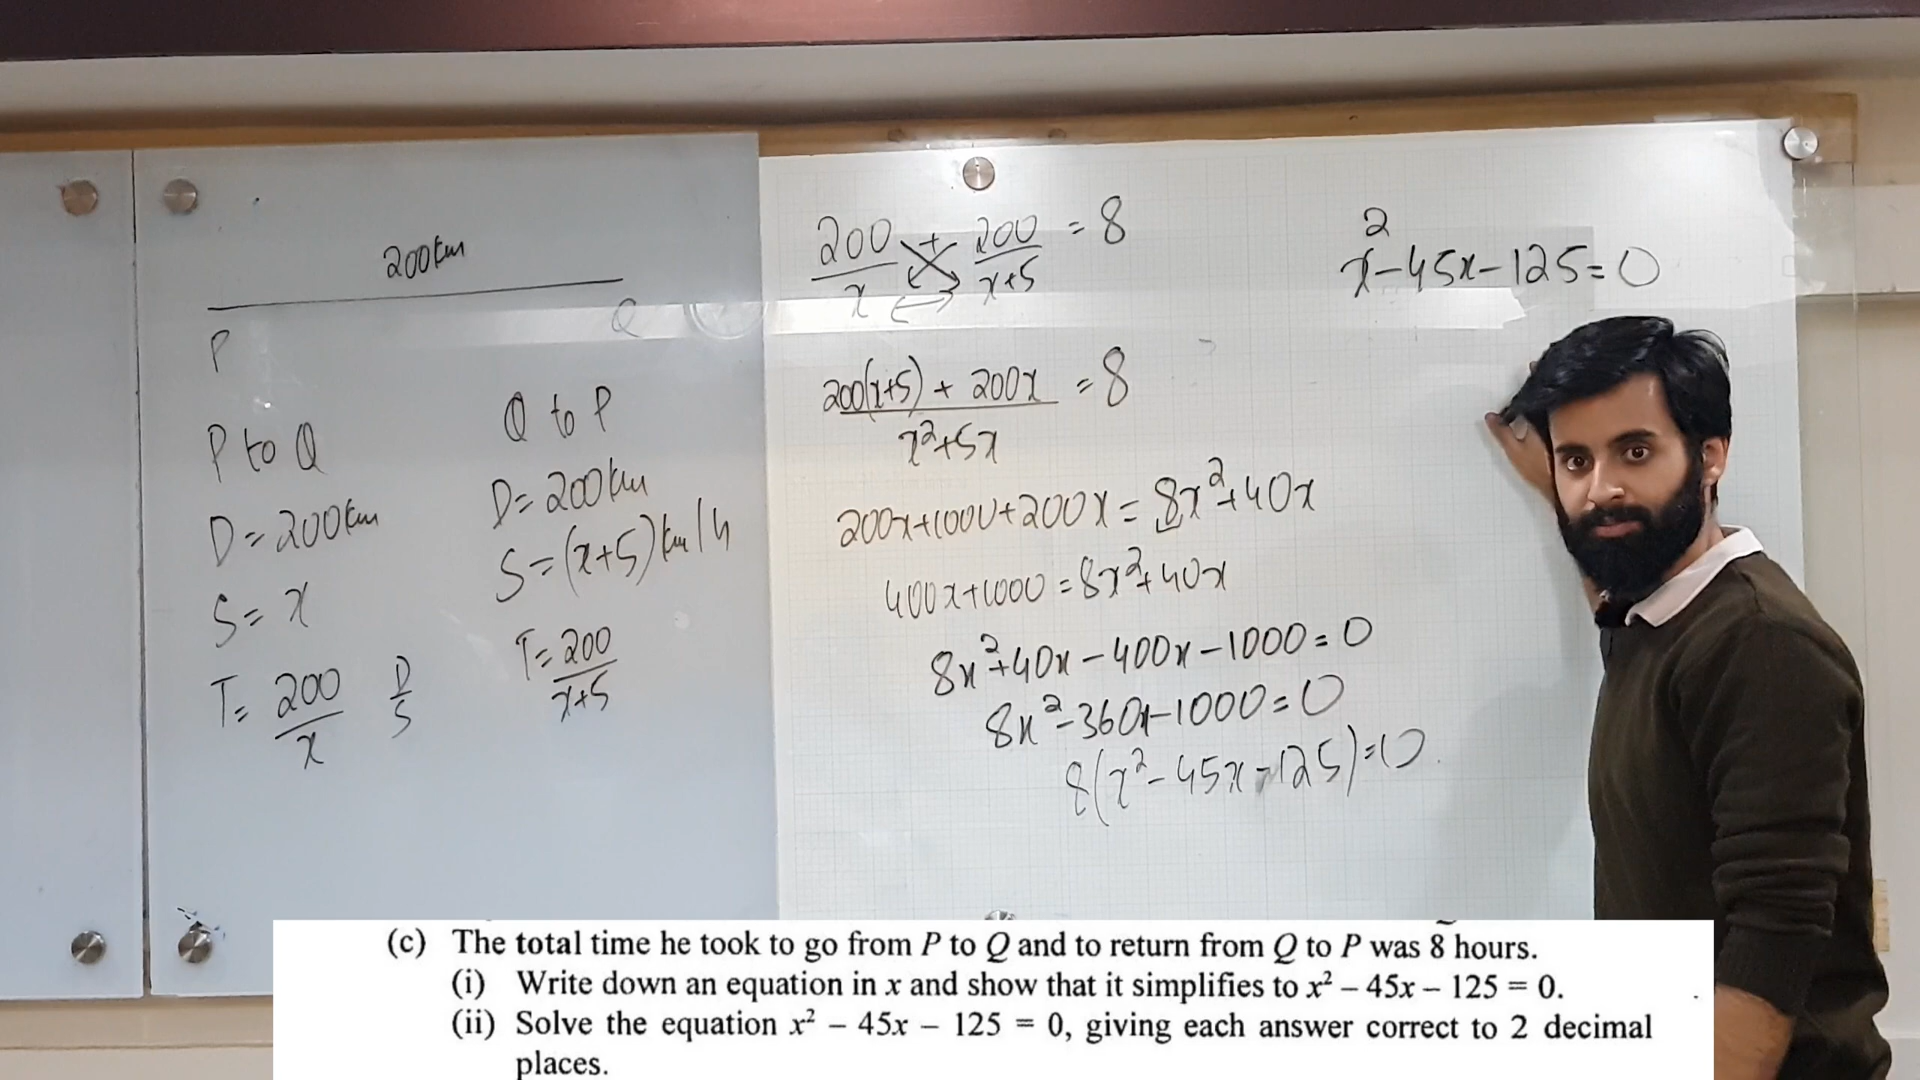 200km
P Q
P to Q
D = 200km
S = x
T = 200/x D/S
Q to P
D = 200km
S = (x+5)km/h
T = 200/x+5
200/x + 200/x+5 = 8
200(x+5) + 200x / x²+5x = 8
200x+1000+200x = 8x²+40x
400x+1000 = 8x²+40x
8x²+40x-400x-1000=0
8x²-360x-1000=0
8(x²-45x-125)=0
x²-45x-125=0
(c) The total time he took to go from P to Q and to return from Q to P was 8 hours.
(i) Write down an equation in x and show that it simplifies to x² – 45x – 125 = 0.
(ii) Solve the equation x² – 45x – 125 = 0, giving each answer correct to 2 decimal
places.